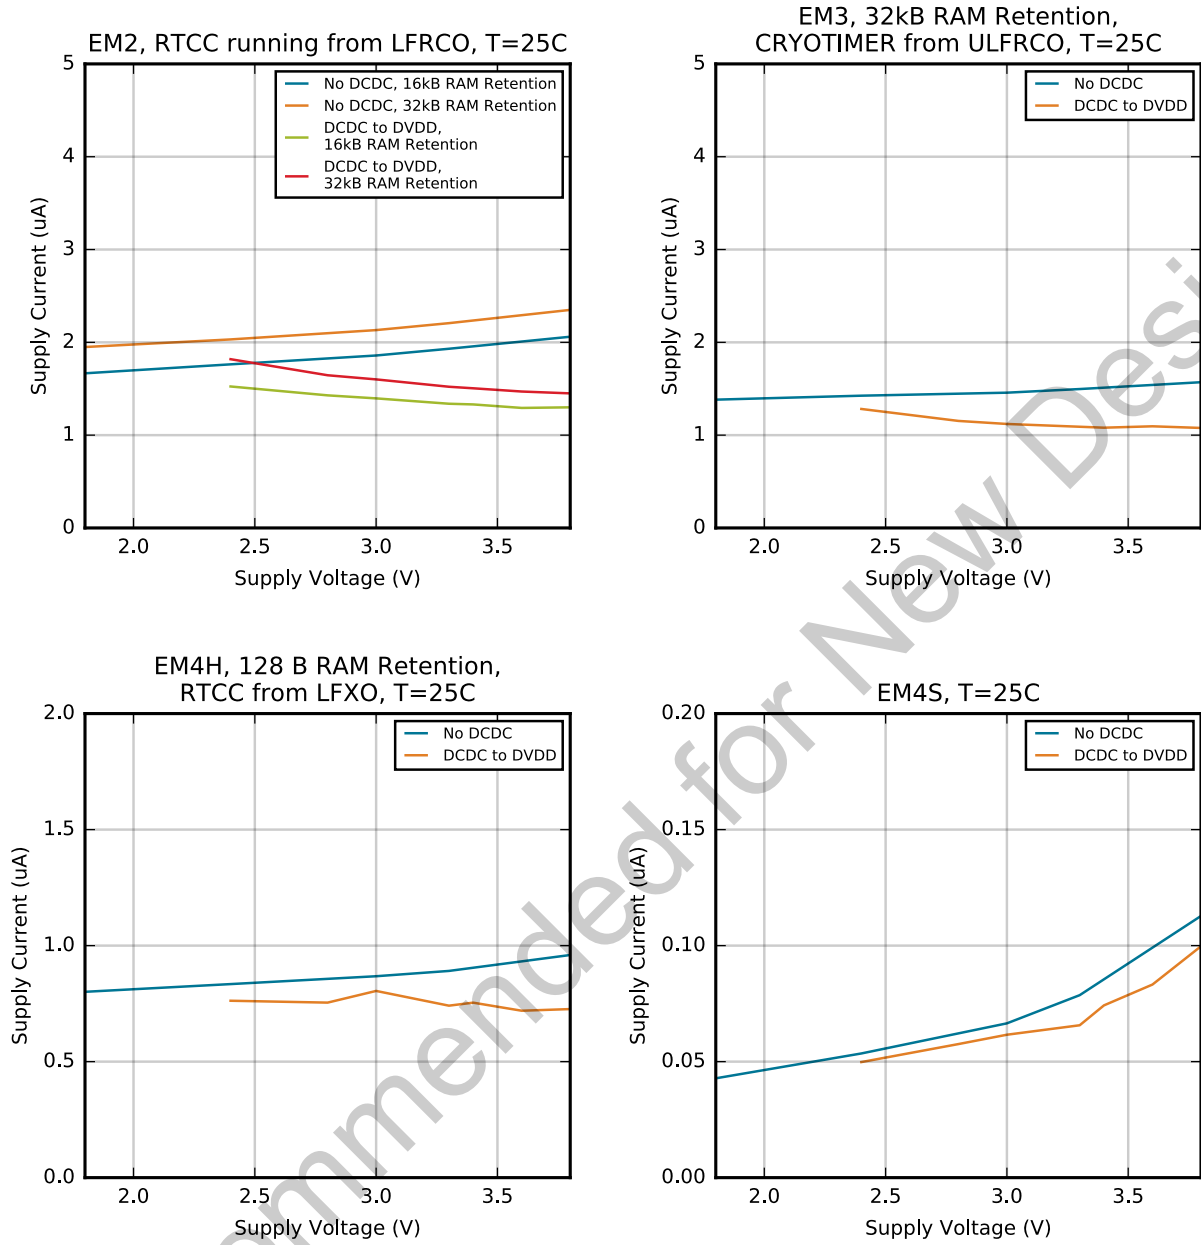 EM2, RTCC running from LFRCO, T=25C
5
4
3
2
1
0
Supply Current (uA)
No DCDC, 16kB RAM Retention
No DCDC, 32kB RAM Retention
DCDC to DVDD,
16kB RAM Retention
DCDC to DVDD,
32kB RAM Retention
2.0 2.5 3.0 3.5
Supply Voltage (V)
EM3, 32kB RAM Retention,
CRYOTIMER from ULFRCO, T=25C
5
4
3
2
1
0
Supply Current (uA)
No DCDC
DCDC to DVDD
2.0 2.5 3.0 3.5
Supply Voltage (V)
EM4H, 128 B RAM Retention,
RTCC from LFXO, T=25C
2.0
1.5
1.0
0.5
0.0
Supply Current (uA)
No DCDC
DCDC to DVDD
2.0 2.5 3.0 3.5
Supply Voltage (V)
EM4S, T=25C
0.20
0.15
0.10
0.05
0.00
Supply Current (uA)
No DCDC
DCDC to DVDD
2.0 2.5 3.0 3.5
Supply Voltage (V)
ommended for New Desi